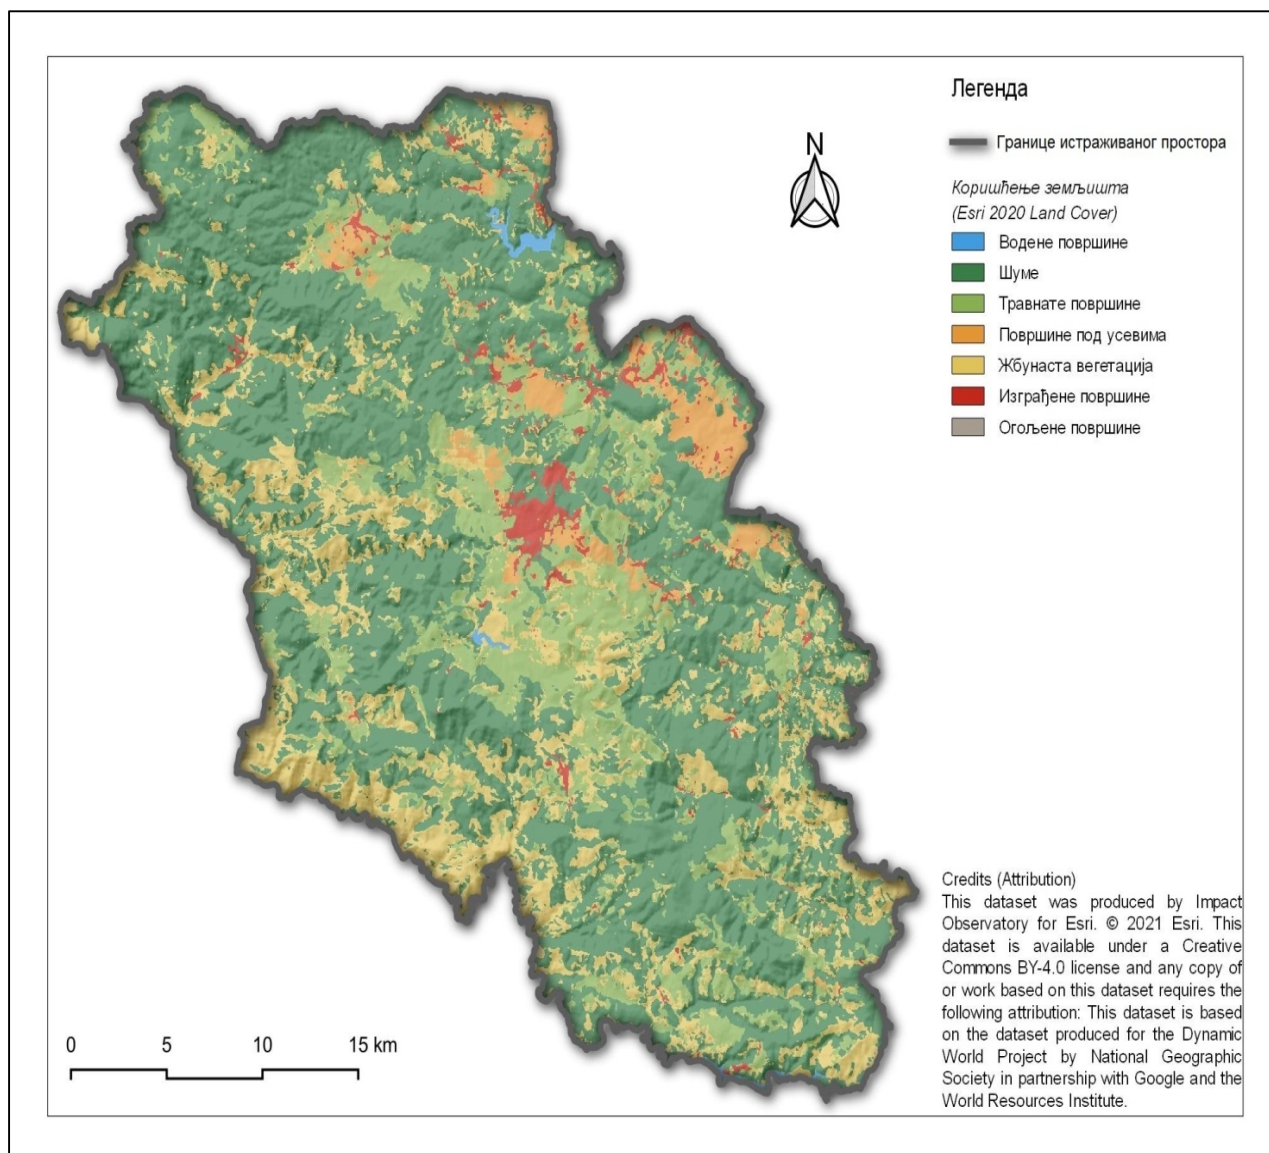 Легенда
N
Границе истраживаног простора
Коришћење земљишта
(Esri 2020 Land Cover)
Водене површине
Шуме
Травнате површине
Површине под усевима
Жбунаста вегетација
Изграђене површине
Огољене површине
Credits (Attribution)
This dataset was produced by Impact
Observatory for Esri. © 2021 Esri. This
dataset is available under a Creative
Commons BY-4.0 license and any copy of
or work based on this dataset requires the
following attribution: This dataset is based
on the dataset produced for the Dynamic
World Project by National Geographic
Society in partnership with Google and the
World Resources Institute.
0 5 10 15 km